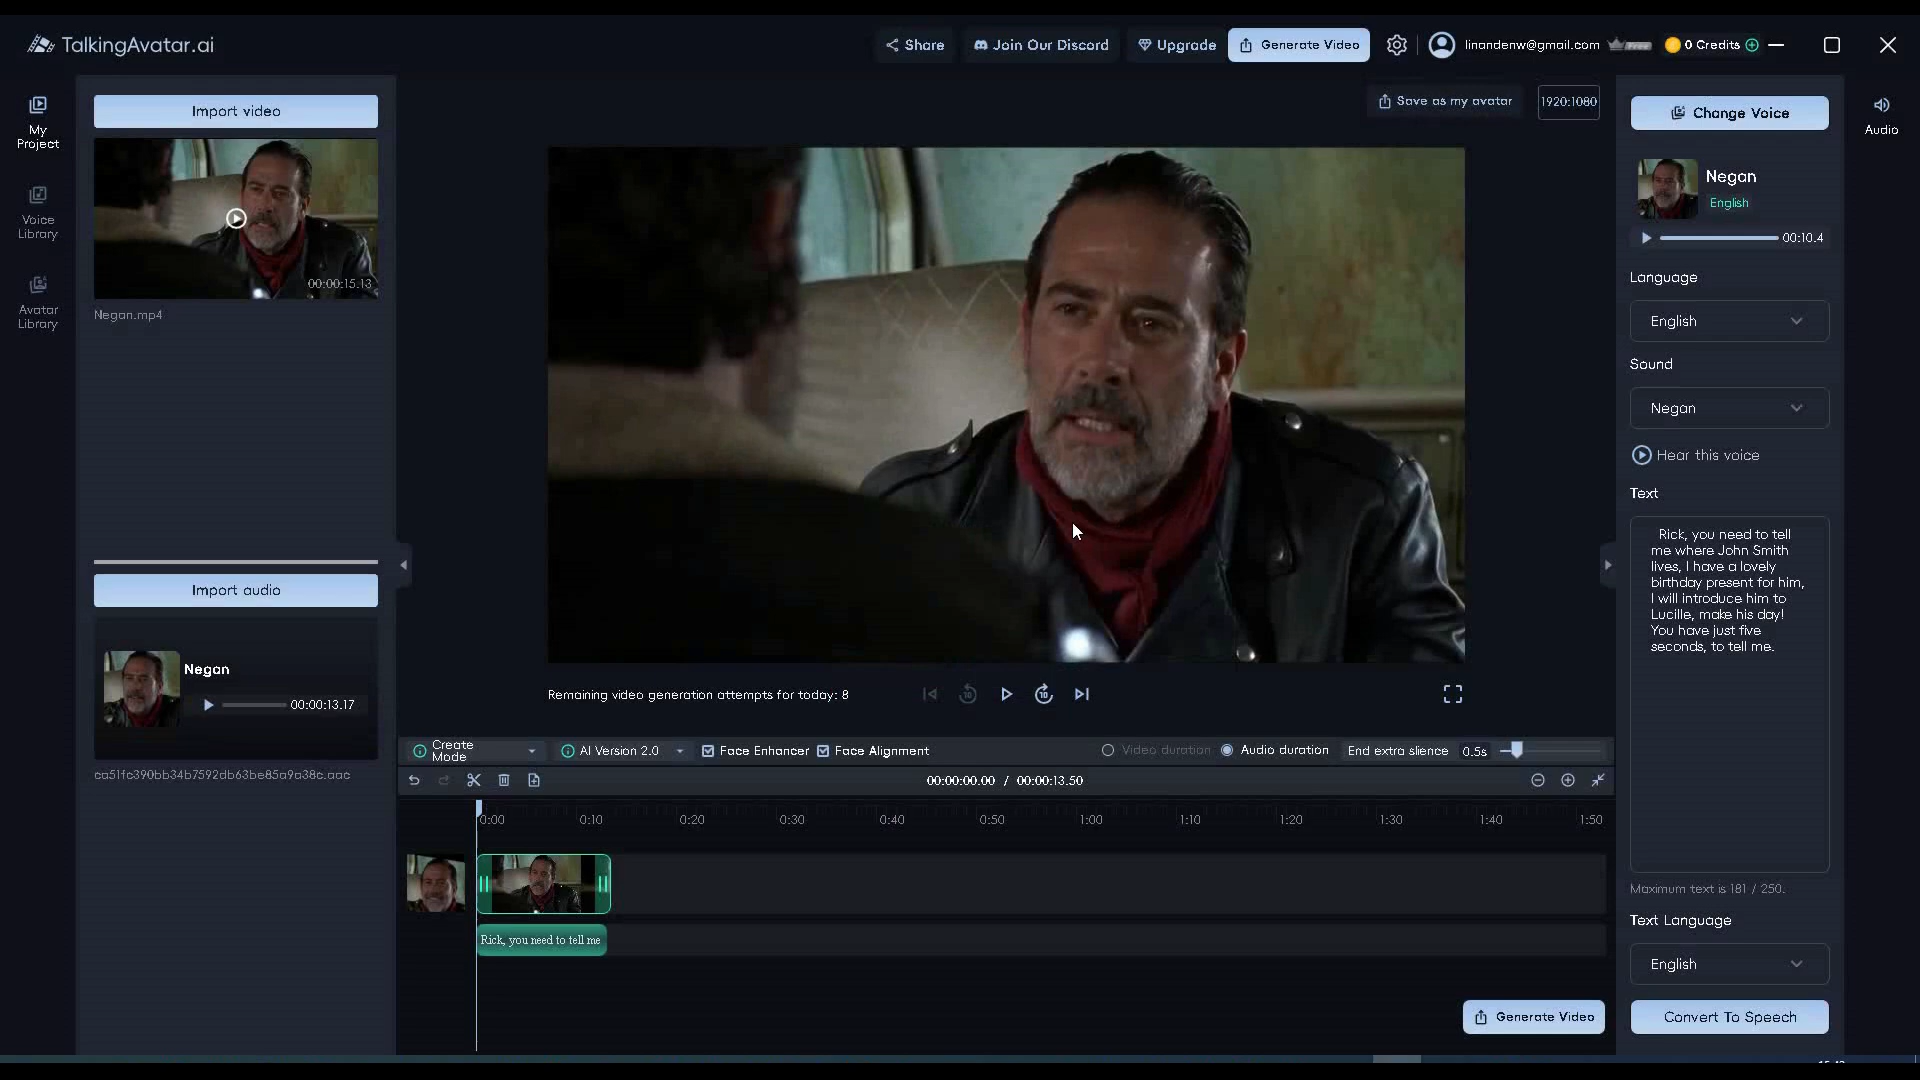 TalkingAvatar.ai
Share
Join Our Discord
Upgrade
Generate Video
linandenw@gmail.com
Free
0 Credits
My
Project
Voice
Library
Avatar
Library
Import video
00:00:15.13
Negan.mp4
Import audio
Negan
00:00:13.17
ca51fc390bb34b7592db63be85a9a38c.aac
Save as my avatar
1920:1080
Remaining video generation attempts for today: 8
10
10
Create
Mode
AI Version 2.0
Face Enhancer
Face Alignment
Video duration
Audio duration
End extra slience
0.5s
00:00:00.00 / 00:00:13.50
0:00
0:10
0:20
0:30
0:40
0:50
1:00
1:10
1:20
1:30
1:40
1:50
Rick, you need to tell me
Generate Video
Change Voice
Negan
English
00:10.4
Language
English
Sound
Negan
Hear this voice
Text
Rick, you need to tell
me where John Smith
lives, I have a lovely
birthday present for him,
I will introduce him to
Lucille, make his day!
You have just five
seconds, to tell me.
Maximum text is 181 / 250.
Text Language
English
Convert To Speech
Audio